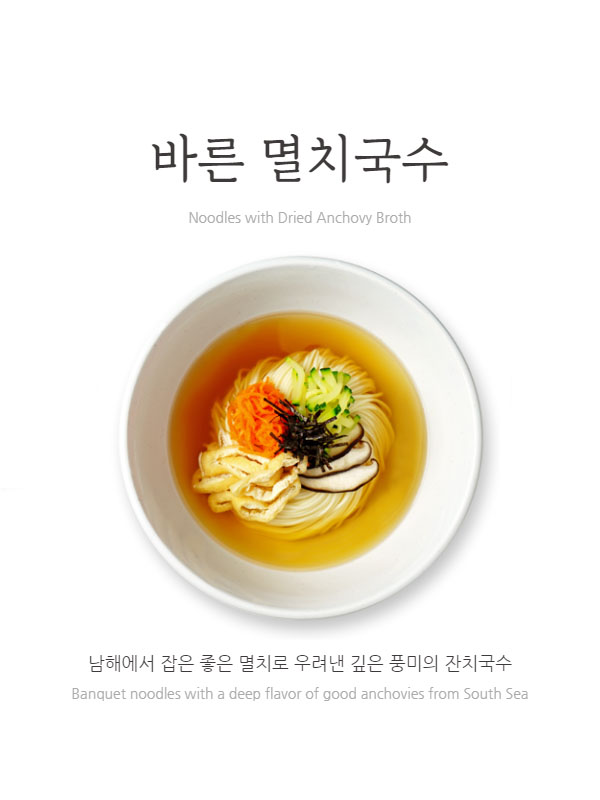 바른 멸치국수
Noodles with Dried Anchovy Broth
남해에서 잡은 좋은 멸치로 우려낸 깊은 풍미의 잔치국수
Banquet noodles with a deep flavor of good anchovies from South Sea